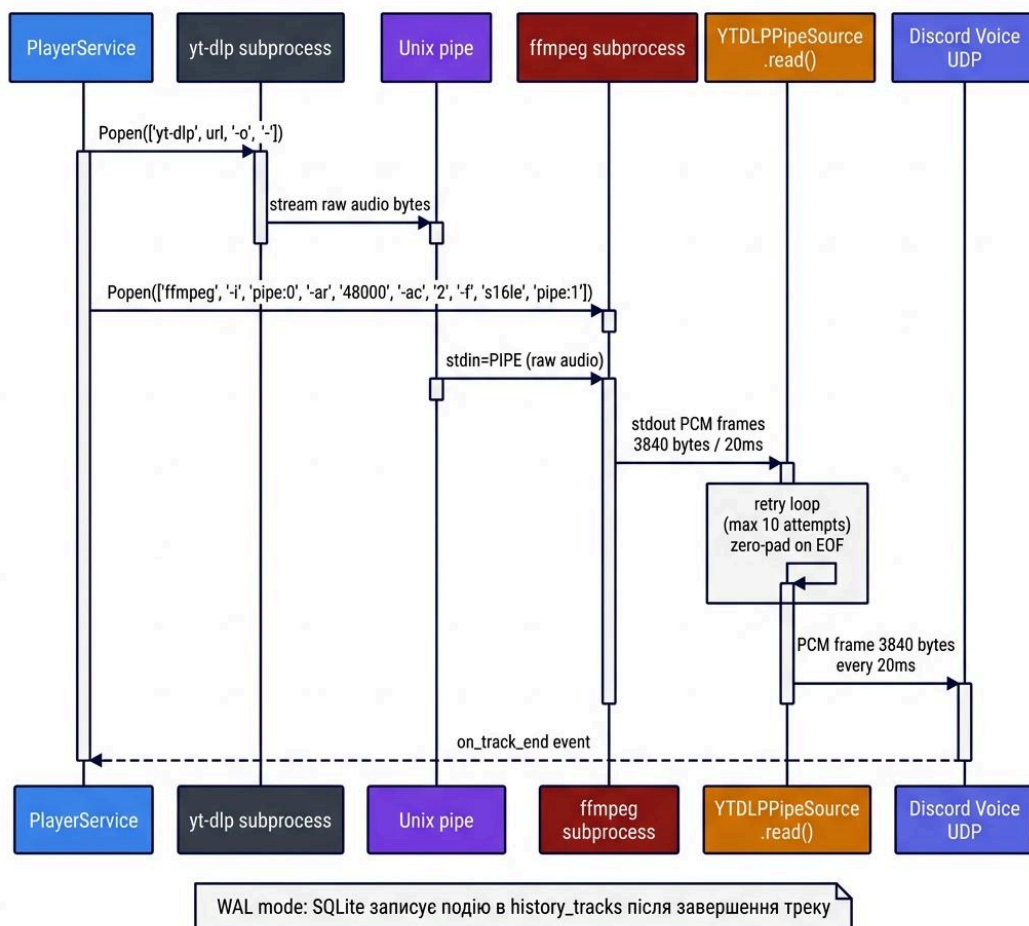 PlayerService
yt-dlp subprocess
Unix pipe
ffmpeg subprocess
YTDLPPipeSource
.read()
Discord Voice
UDP
Popen(['yt-dlp', url, '-o', '-'])
stream raw audio bytes
Popen(['ffmpeg', '-i', 'pipe:0', '-ar', '48000', '-ac', '2', '-f', 's16le', 'pipe:1'])
stdin=PIPE (raw audio)
stdout PCM frames
3840 bytes / 20ms
retry loop
(max 10 attempts)
zero-pad on EOF
PCM frame 3840 bytes
every 20ms
on_track_end event
PlayerService
yt-dlp subprocess
Unix pipe
ffmpeg
subprocess
YTDLPPipeSource
.read()
Discord Voice
UDP
WAL mode: SQLite записує подію в history_tracks після завершення треку